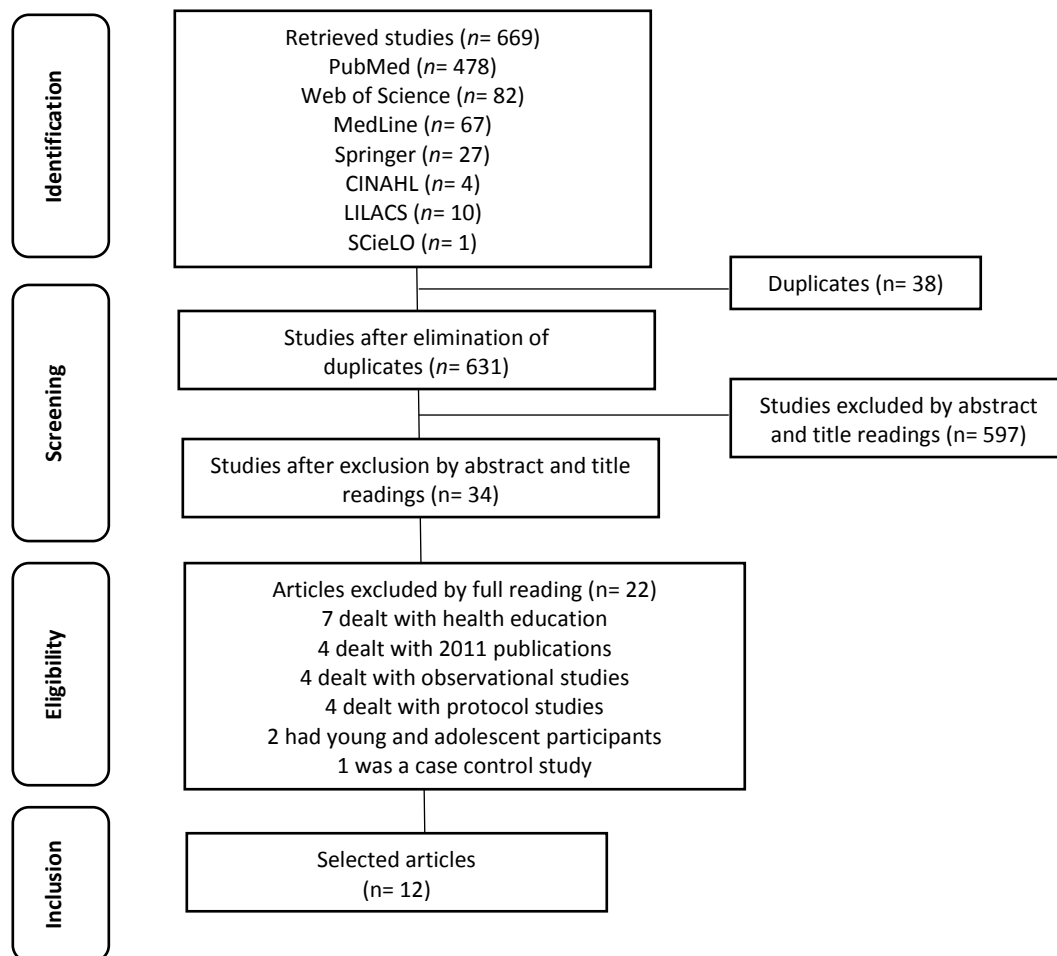 Identification
Retrieved studies (n= 669)
PubMed (n= 478)
Web of Science (n= 82)
MedLine (n= 67)
Springer (n= 27)
CINAHL (n= 4)
LILACS (n= 10)
SCieLO (n= 1)
Duplicates (n= 38)
Screening
Studies after elimination of
duplicates (n= 631)
Studies excluded by abstract
and title readings (n= 597)
Studies after exclusion by abstract and title
readings (n= 34)
Eligibility
Articles excluded by full reading (n= 22)
7 dealt with health education
4 dealt with 2011 publications
4 dealt with observational studies
4 dealt with protocol studies
2 had young and adolescent participants
1 was a case control study
Inclusion
Selected articles
(n= 12)